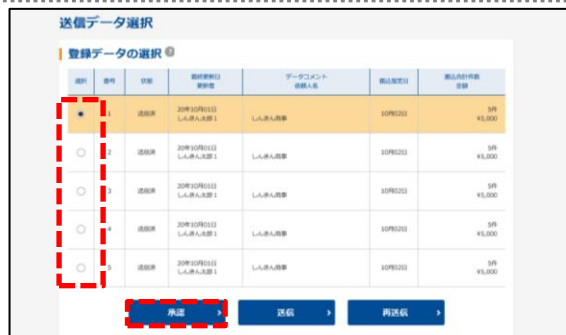 送信データ選択
登録データの選択
選択 番号 状態 最終更新日 更新者 データコメント 依頼人名 振込指定日 振込合計件数 金額
1 送信済 20年10月01日 しんきん太郎1 しんきん商事 10月02日 5件 ¥5,000
2 送信済 20年10月01日 しんきん太郎1 しんきん商事 10月02日 5件 ¥5,000
3 送信済 20年10月01日 しんきん太郎1 しんきん商事 10月02日 5件 ¥5,000
4 送信済 20年10月01日 しんきん太郎1 しんきん商事 10月02日 5件 ¥5,000
5 送信済 20年10月01日 しんきん太郎1 しんきん商事 10月02日 5件 ¥5,000
承認 送信 再送信